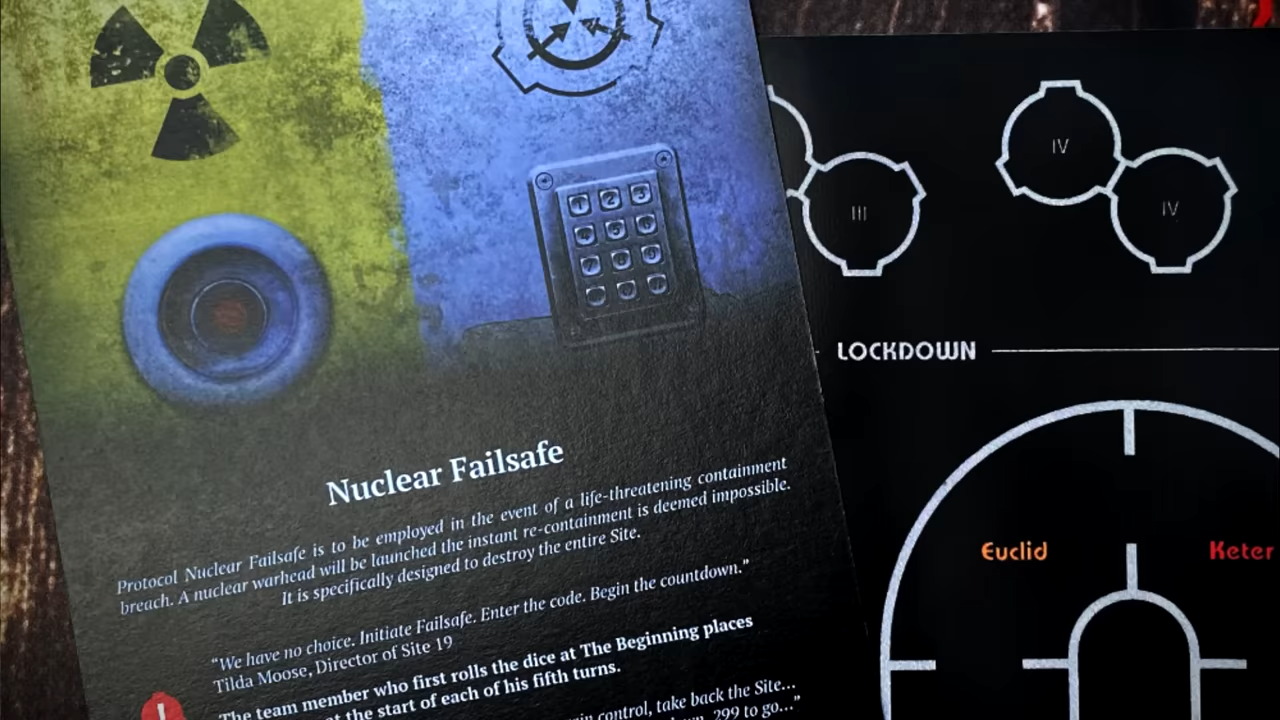 1 2 3
III
IV
IV
LOCKDOWN
Euclid
Keter
Nuclear Failsafe
Protocol Nuclear Failsafe is to be employed in the event of a life-threatening containment
breach. A nuclear warhead will be launched the instant re-containment is deemed impossible.
It is specifically designed to destroy the entire Site.
"We have no choice. Initiate Failsafe. Enter the code. Begin the countdown."
Tilda Moose, Director of Site 19
The team member who first rolls the dice at The Beginning places
at the start of each of his fifth turns.
control, take back the Site...
299 to go..."